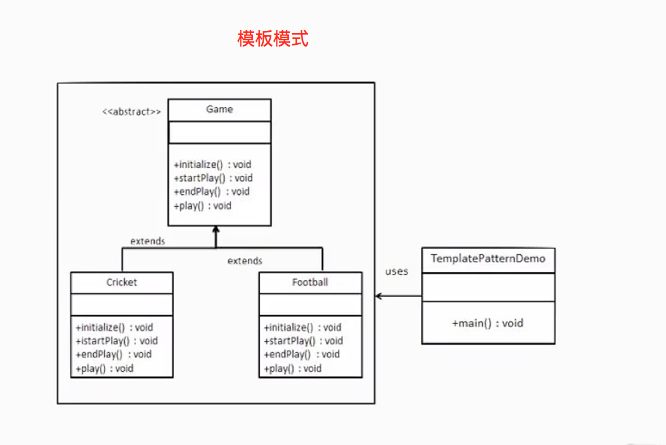 模板模式
<<abstract>>
Game
+initialize() : void
+startPlay() : void
+endPlay() : void
+play() : void
extends
extends
Cricket
+initialize() : void
+istartPlay() : void
+endPlay() : void
+play() : void
Football
+initialize() : void
+startPlay() : void
+endPlay() : void
+play() : void
uses
TemplatePatternDemo
+main() : void